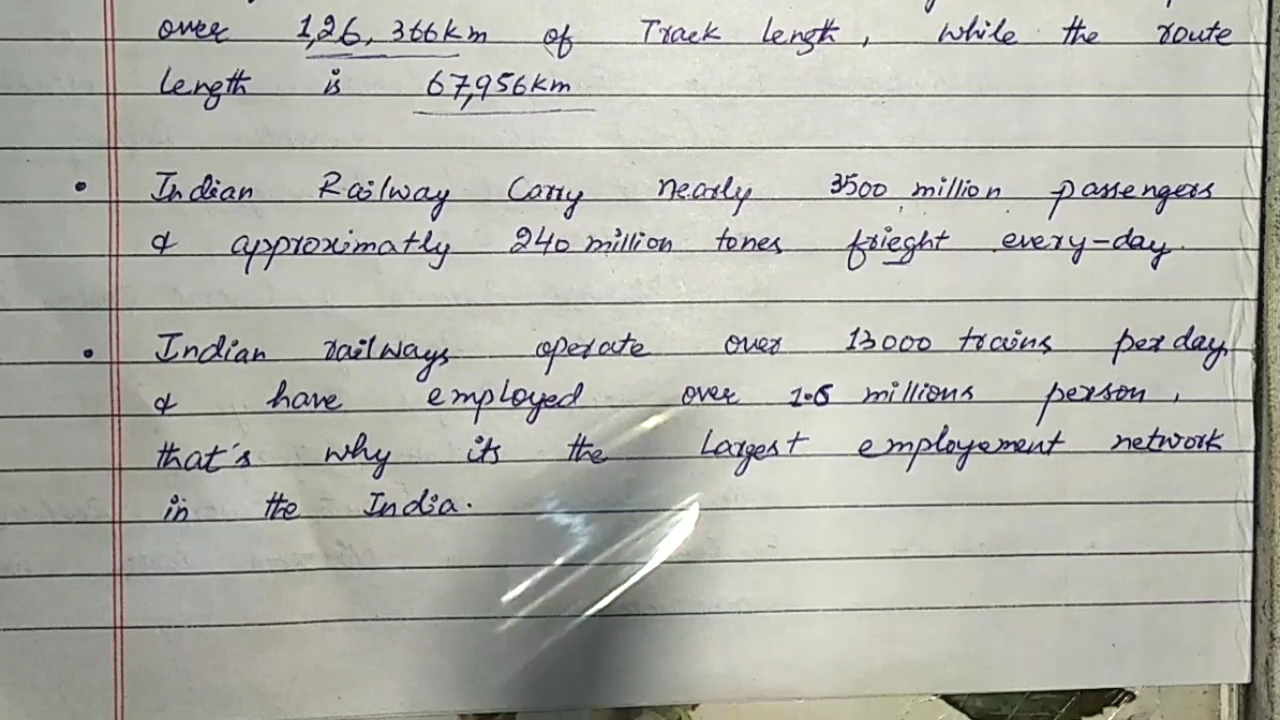 over 1,26,366km of Track length, while the route
length is 67,956km
• Indian Railway Carry nearly 3500 million passengers
& approximatly 240 million tones frieght every-day.
• Indian railways operate over 13000 trains per day
& have employed over 1.6 millions person,
that's why its the Largest employement network
in the India.